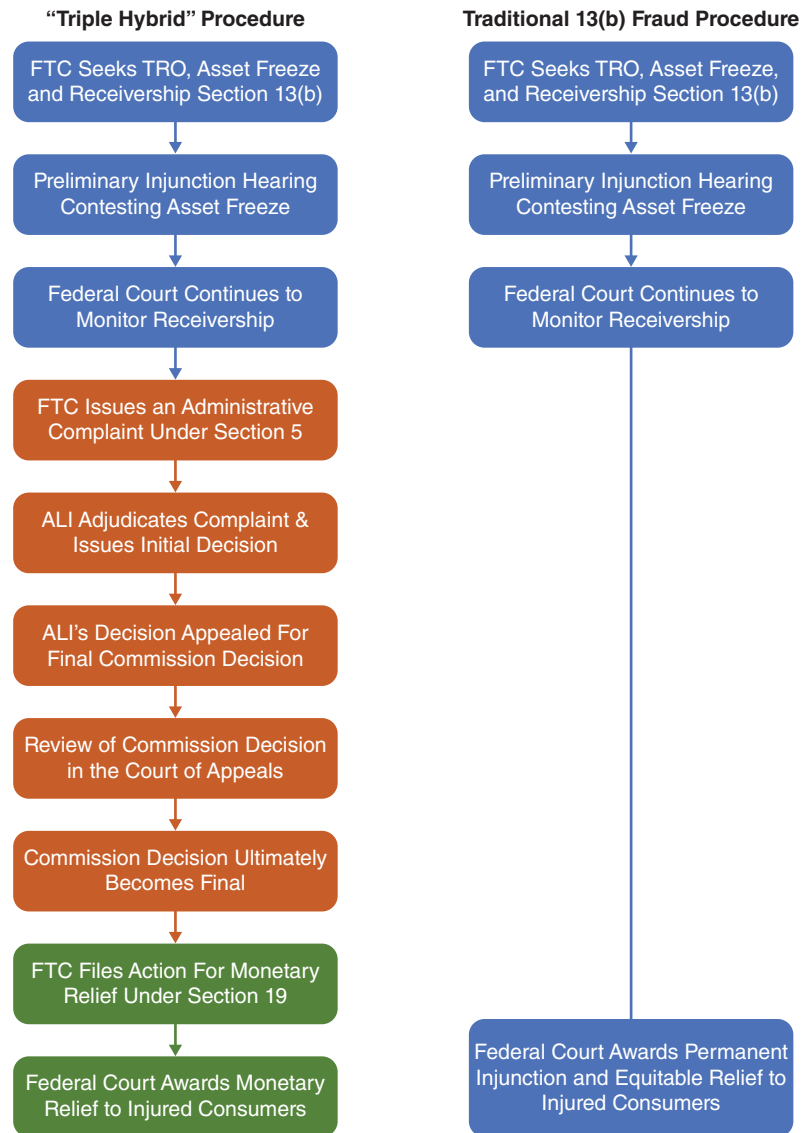 “Triple Hybrid” Procedure
FTC Seeks TRO, Asset Freeze
and Receivership Section 13(b)
Preliminary Injunction Hearing
Contesting Asset Freeze
Federal Court Continues to
Monitor Receivership
FTC Issues an Administrative
Complaint Under Section 5
ALI Adjudicates Complaint &
Issues Initial Decision
ALI’s Decision Appealed For
Final Commission Decision
Review of Commission Decision
in the Court of Appeals
Commission Decision Ultimately
Becomes Final
FTC Files Action For Monetary
Relief Under Section 19
Federal Court Awards Monetary
Relief to Injured Consumers
Traditional 13(b) Fraud Procedure
FTC Seeks TRO, Asset Freeze,
and Receivership Section 13(b)
Preliminary Injunction Hearing
Contesting Asset Freeze
Federal Court Continues to
Monitor Receivership
Federal Court Awards Permanent
Injunction and Equitable Relief to
Injured Consumers